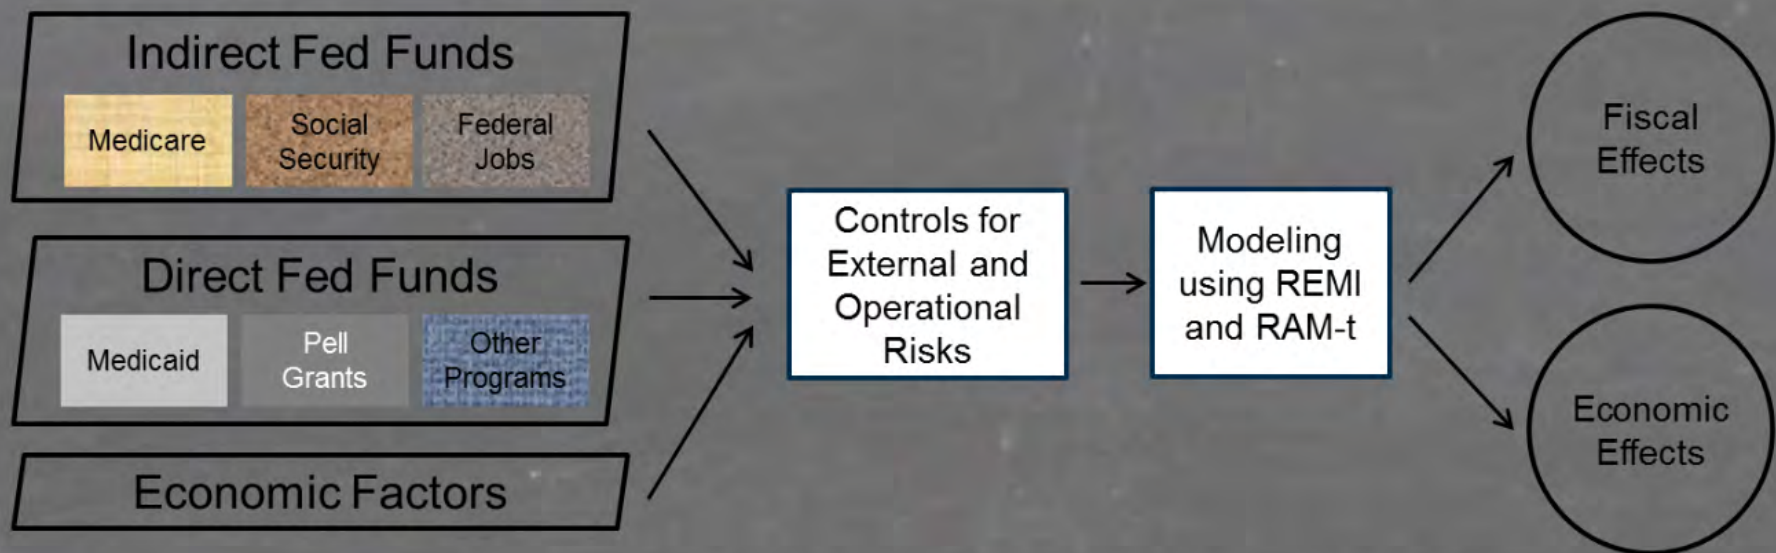 Indirect Fed Funds
Medicare
Social
Security
Federal
Jobs
Direct Fed Funds
Medicaid
Pell
Grants
Other
Programs
Economic Factors
Controls for
External and
Operational
Risks
Modeling
using REMI
and RAM-t
Fiscal
Effects
Economic
Effects